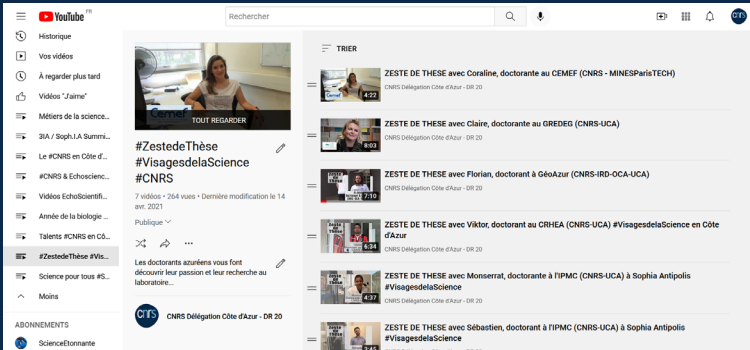 YouTube FR
Rechercher
cnrs
Historique
Vos vidéos
À regarder plus tard
Vidéos "J'aime"
Métiers de la science...
3IA / Soph.I.A Summi...
Le #CNRS en Côte d'...
#CNRS & Echoscienc...
Vidéos EchoScientifi...
Année de la biologie ...
Talents #CNRS en Cô...
#ZestedeThèse #Vis...
Science pour tous #S...
Moins
ABONNEMENTS
ScienceEtonnante
Cemef
TOUT REGARDER
#ZestedeThèse
#VisagesdelaScience
#CNRS
7 vidéos • 264 vues • Dernière modification le 14
avr. 2021
Publique
Les doctorants azuréens vous font
découvrir leur passion et leur recherche au
laboratoire...
cnrs
CNRS Délégation Côte d'Azur - DR 20
TRIER
4:22
ZESTE DE THESE avec Coraline, doctorante au CEMEF (CNRS - MINESParisTECH)
CNRS Délégation Côte d'Azur - DR 20
8:03
ZESTE DE THESE avec Claire, doctorante au GREDEG (CNRS-UCA)
CNRS Délégation Côte d'Azur - DR 20
7:10
ZESTE DE THESE avec Florian, doctorant à GéoAzur (CNRS-IRD-OCA-UCA)
CNRS Délégation Côte d'Azur - DR 20
6:34
ZESTE DE THESE avec Viktor, doctorant au CRHEA (CNRS-UCA) #VisagesdelaScience en Côte
d'Azur
CNRS Délégation Côte d'Azur - DR 20
4:37
ZESTE DE THESE avec Monserrat, doctorante à l'IPMC (CNRS-UCA) à Sophia Antipolis
#VisagesdelaScience
CNRS Délégation Côte d'Azur - DR 20
ZESTE DE THESE avec Sébastien, doctorant à l'IPMC (CNRS-UCA) à Sophia Antipolis
#VisagesdelaScience